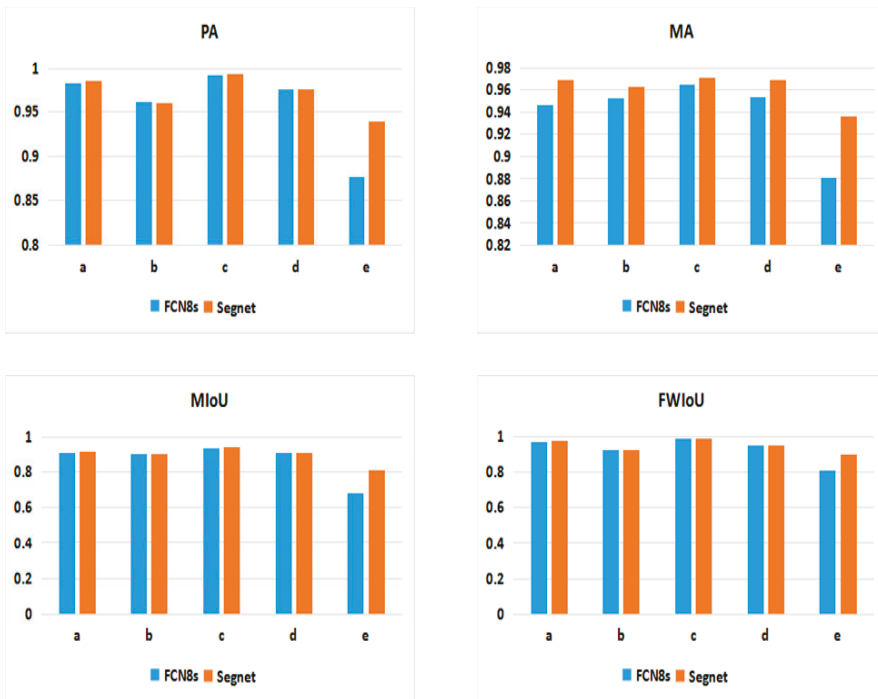 PA
1
0.95
0.9
0.85
0.8
a b c d e
FCN8s Segnet
MA
0.98
0.96
0.94
0.92
0.9
0.88
0.86
0.84
0.82
a b c d e
FCN8s Segnet
MIoU
1
0.8
0.6
0.4
0.2
0
a b c d e
FCN8s Segnet
FWIoU
1
0.8
0.6
0.4
0.2
0
a b c d e
FCN8s Segnet